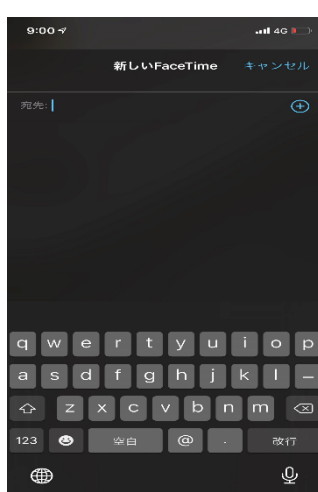 9:00 4G
新しいFaceTime キャンセル
宛先:
q w e r t y u i o p
a s d f g h j k l –
z x c v b n m
123 空白 @ . 改行